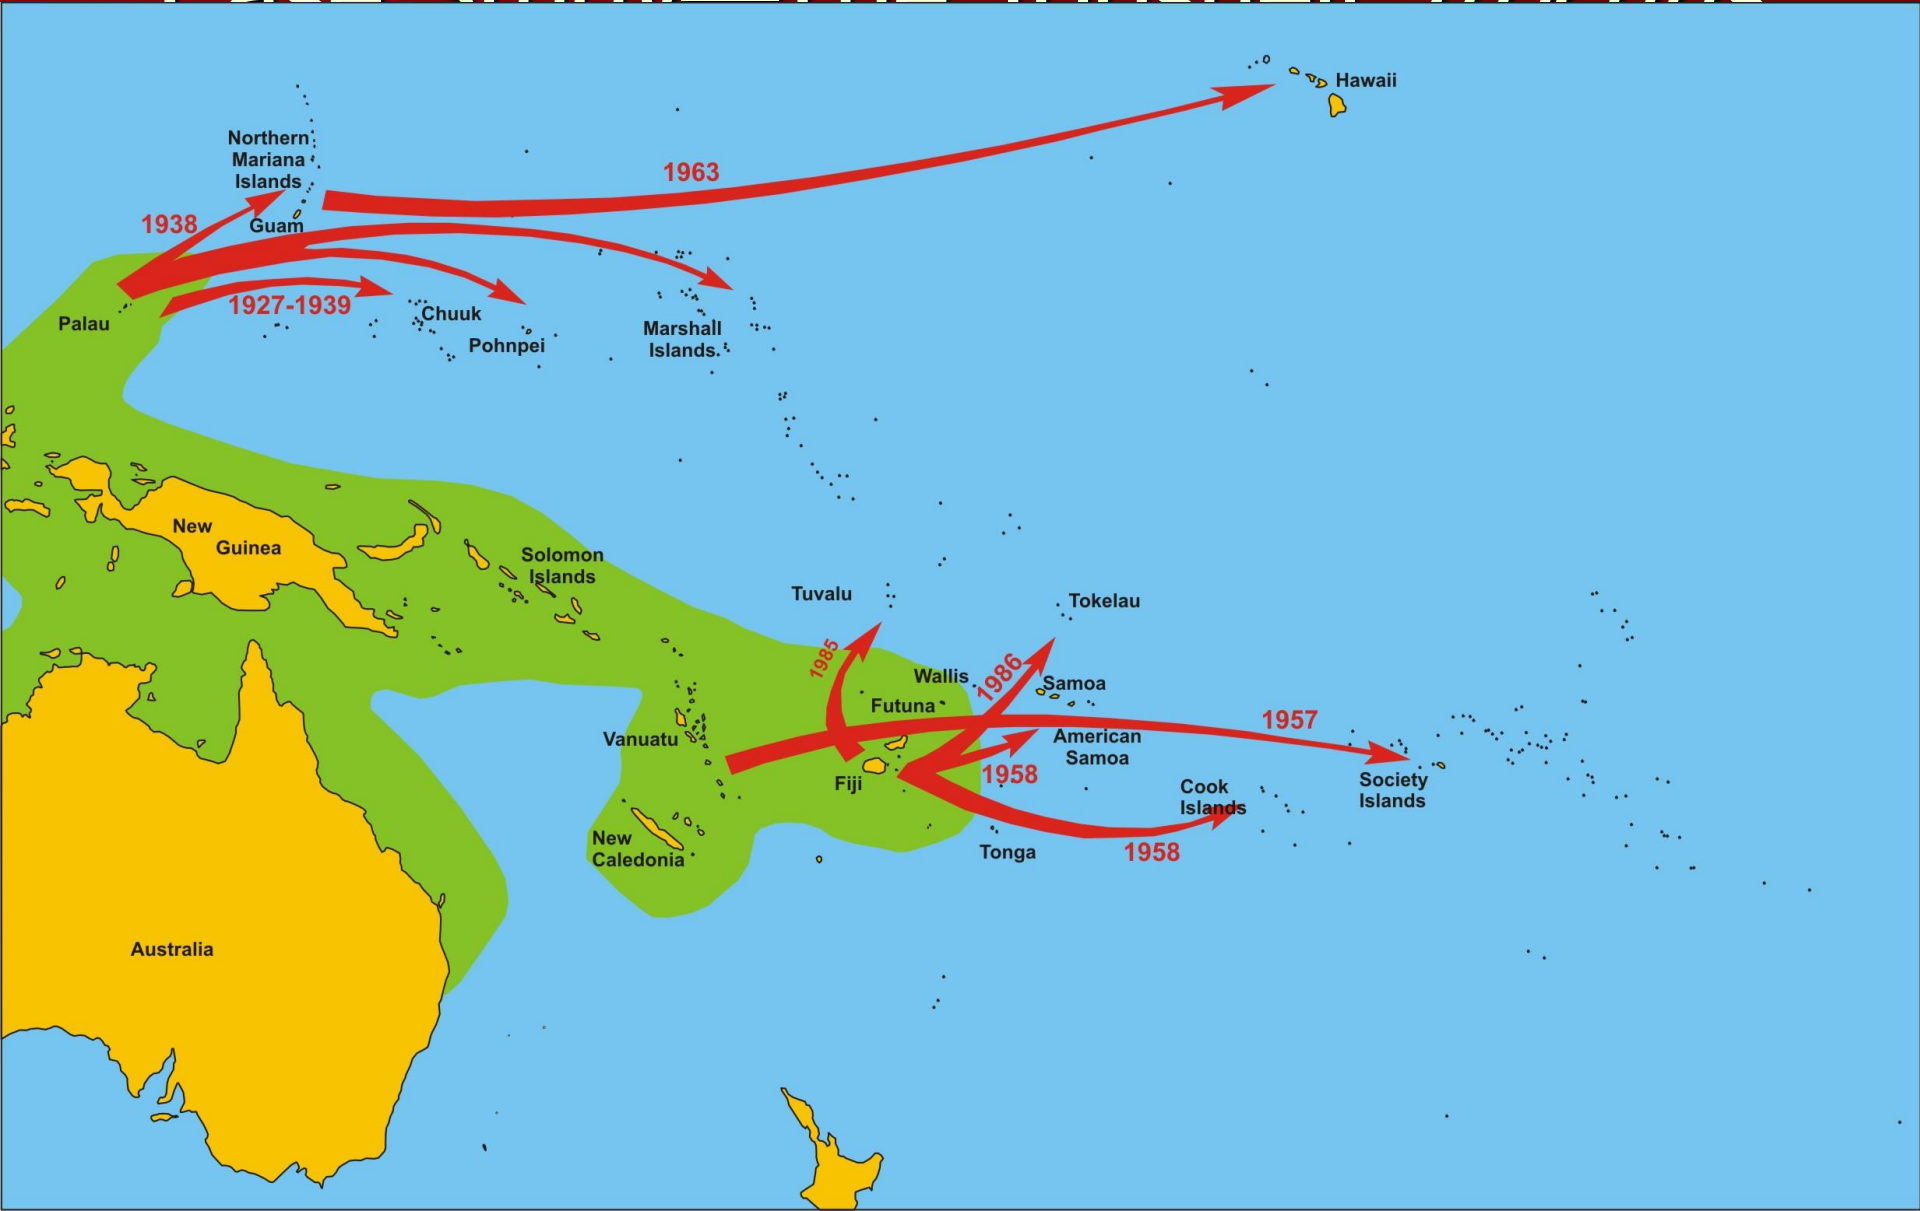 Hawaii
Northern
Mariana
Islands
1963
1938
Guam
1927-1939
Palau
Chuuk
Pohnpei
Marshall
Islands
New
Guinea
Solomon
Islands
Tuvalu
Tokelau
1985
1986
Wallis
Samoa
Futuna
1957
Vanuatu
American
Samoa
1958
Fiji
Society
Islands
Cook
Islands
New
Caledonia
Tonga
1958
Australia